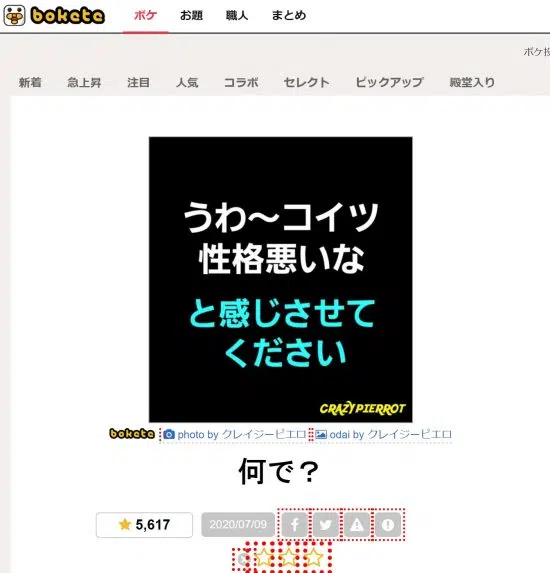 bokete ボケ お題 職人 まとめ
ボケ投
新着 急上昇 注目 人気 コラボ セレクト ピックアップ 殿堂入り
うわ〜コイツ
性格悪いな
と感じさせて
ください
CRAZY PIERROT
bokete photo by クレイジーピエロ odai by クレイジーピエロ
何で？
5,617 2020/07/09